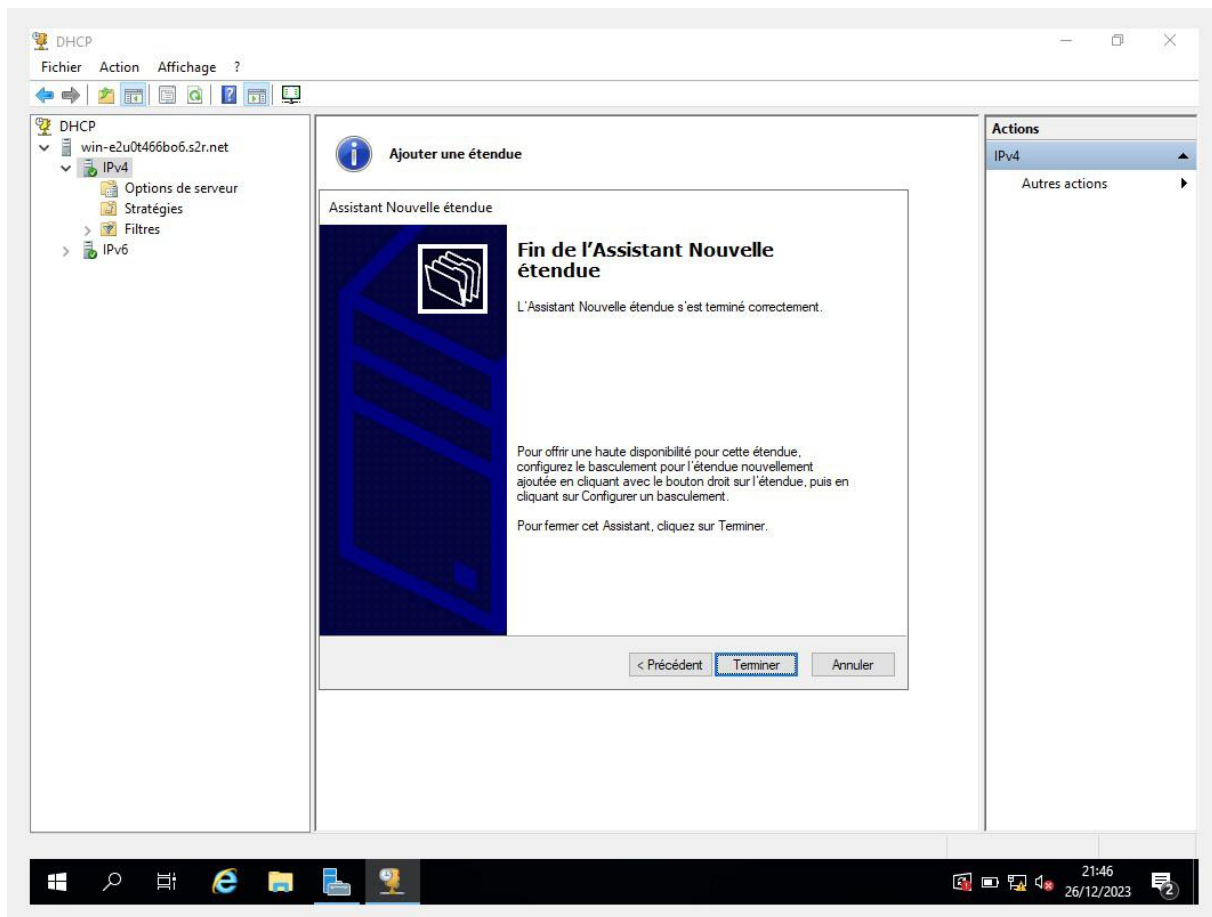 DHCP
Fichier Action Affichage ?
DHCP
win-e2u0t466bo6.s2r.net
IPv4
Options de serveur
Stratégies
Filtres
IPv6
Ajouter une étendue
Assistant Nouvelle étendue
Fin de l'Assistant Nouvelle
étendue
L'Assistant Nouvelle étendue s'est terminé correctement.
Pour offrir une haute disponibilité pour cette étendue,
configurez le basculement pour l'étendue nouvellement
ajoutée en cliquant avec le bouton droit sur l'étendue, puis en
cliquant sur Configurer un basculement.
Pour fermer cet Assistant, cliquez sur Terminer.
< Précédent Terminer Annuler
Actions
IPv4
Autres actions
21:46
26/12/2023
2